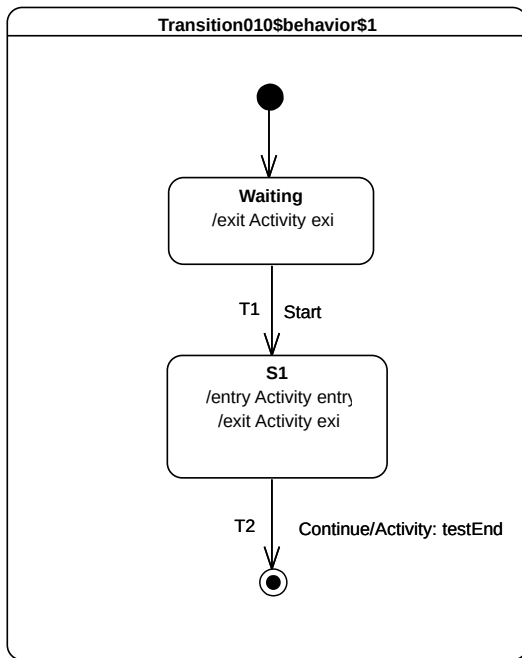 Transition010$behavior$1
Waiting
/exit Activity exi
T1 Start
S1
/entry Activity entry
/exit Activity exi
T2 Continue/Activity: testEnd